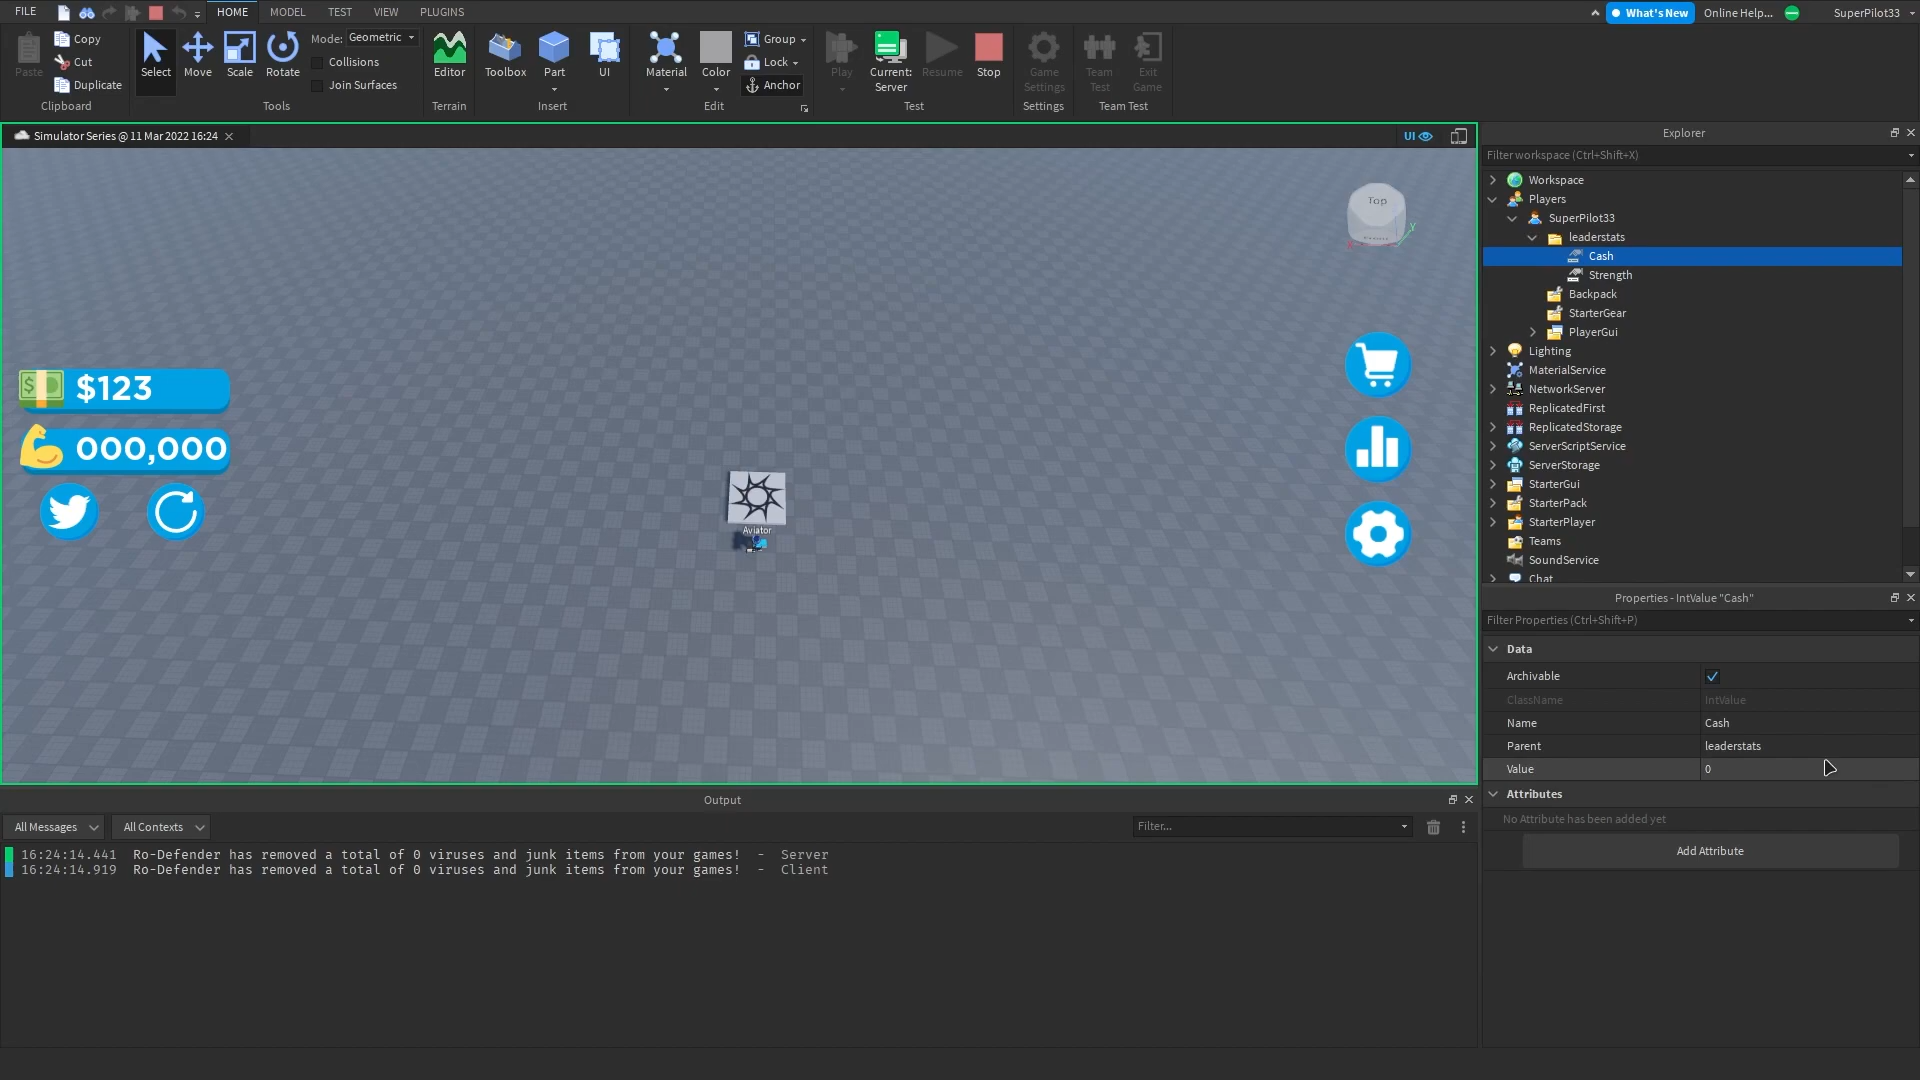 FILE
HOME
MODEL
TEST
VIEW
PLUGINS
What's New
Online Help...
SuperPilot33
Paste
Copy
Cut
Duplicate
Clipboard
Select
Move
Scale
Rotate
Mode: Geometric
Collisions
Join Surfaces
Tools
Editor
Terrain
Toolbox
Part
UI
Insert
Material
Color
Group
Lock
Anchor
Edit
Play
Current:
Server
Resume
Stop
Test
Game
Settings
Settings
Team
Test
Exit
Game
Team Test
Simulator Series @ 11 Mar 2022 16:24
UI
Top
X
Y
$123
000,000
Aviator
Explorer
Filter workspace (Ctrl+Shift+X)
Workspace
Players
SuperPilot33
leaderstats
Cash
Strength
Backpack
StarterGear
PlayerGui
Lighting
MaterialService
NetworkServer
ReplicatedFirst
ReplicatedStorage
ServerScriptService
ServerStorage
StarterGui
StarterPack
StarterPlayer
Teams
SoundService
Chat
Properties - IntValue "Cash"
Filter Properties (Ctrl+Shift+P)
Data
Archivable
ClassName IntValue
Name Cash
Parent leaderstats
Value 0
Attributes
No Attribute has been added yet
Add Attribute
Output
All Messages
All Contexts
Filter...
16:24:14.441 Ro-Defender has removed a total of 0 viruses and junk items from your games! - Server
16:24:14.919 Ro-Defender has removed a total of 0 viruses and junk items from your games! - Client